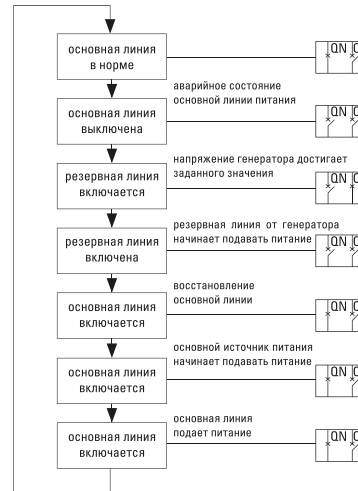 основная линия
в норме
QN
аварийное состояние
основной линии питания
основная линия
выключена
QN
напряжение генератора достигает
заданного значения
резервная линия
включается
QN
резервная линия от генератора
начинает подавать питание
резервная линия
включена
QN
восстановление
основной линии
основная линия
включается
QN
основной источник питания
начинает подавать питание
основная линия
включается
QN
основная линия
подает питание
основная линия
включается
QN